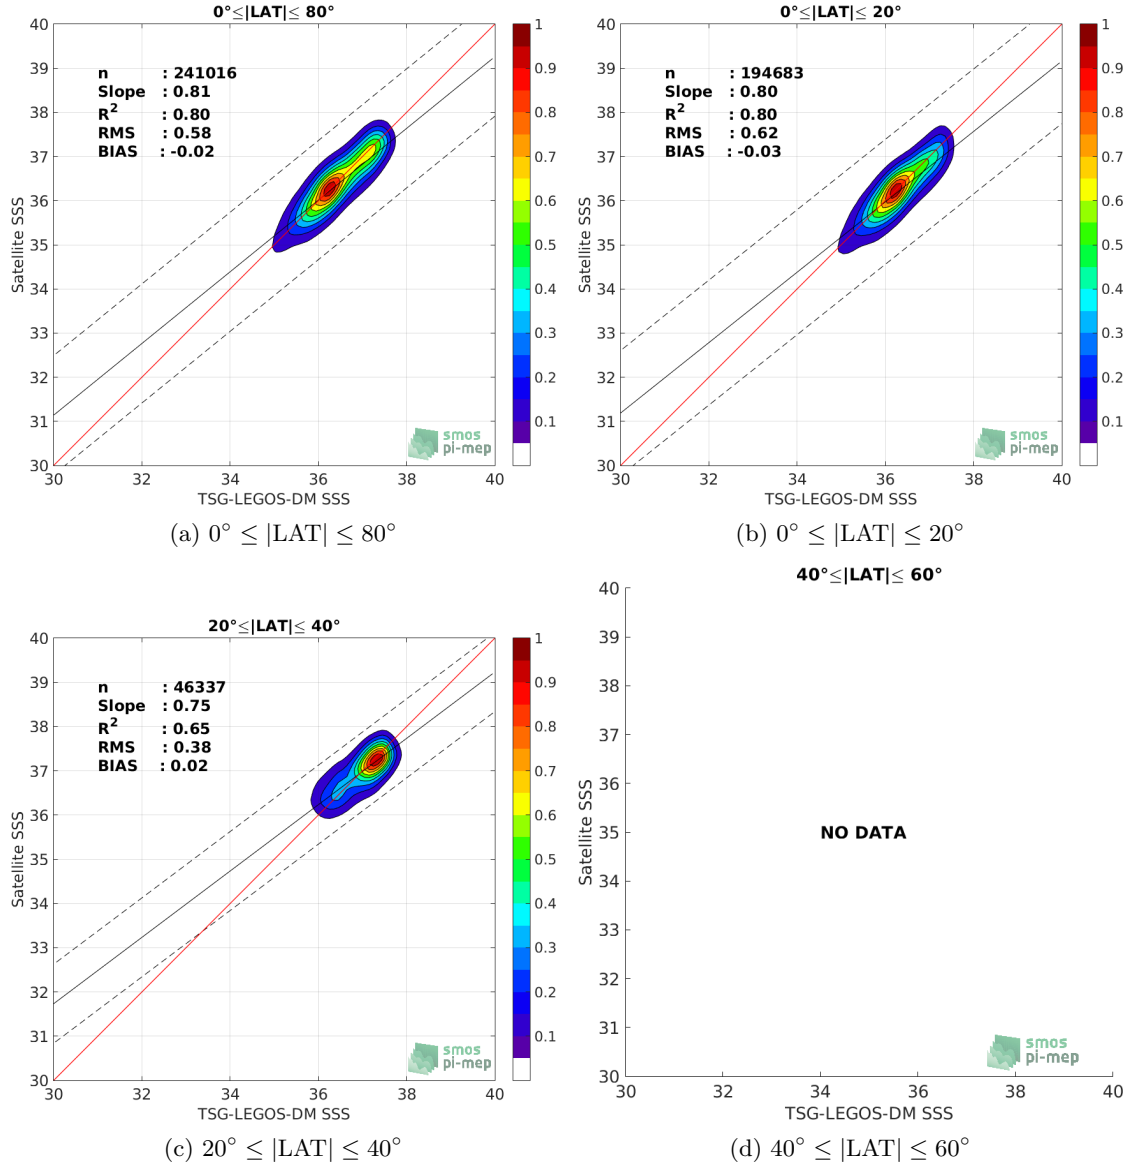 0°≤|LAT|≤ 80°
n : 241016
Slope : 0.81
R² : 0.80
RMS : 0.58
BIAS : -0.02
40
39
38
37
36
35
34
33
32
31
30
30 32 34 36 38 40
Satellite SSS
TSG-LEGOS-DM SSS
1
0.9
0.8
0.7
0.6
0.5
0.4
0.3
0.2
0.1
smos
pi-mep
(a) 0° ≤ |LAT| ≤ 80°
0°≤|LAT|≤ 20°
n : 194683
Slope : 0.80
R² : 0.80
RMS : 0.62
BIAS : -0.03
40
39
38
37
36
35
34
33
32
31
30
30 32 34 36 38 40
Satellite SSS
TSG-LEGOS-DM SSS
1
0.9
0.8
0.7
0.6
0.5
0.4
0.3
0.2
0.1
smos
pi-mep
(b) 0° ≤ |LAT| ≤ 20°
20°≤|LAT|≤ 40°
n : 46337
Slope : 0.75
R² : 0.65
RMS : 0.38
BIAS : 0.02
40
39
38
37
36
35
34
33
32
31
30
30 32 34 36 38 40
Satellite SSS
TSG-LEGOS-DM SSS
1
0.9
0.8
0.7
0.6
0.5
0.4
0.3
0.2
0.1
smos
pi-mep
(c) 20° ≤ |LAT| ≤ 40°
40°≤|LAT|≤ 60°
40
39
38
37
36
35
34
33
32
31
30
30 32 34 36 38 40
Satellite SSS
NO DATA
TSG-LEGOS-DM SSS
smos
pi-mep
(d) 40° ≤ |LAT| ≤ 60°